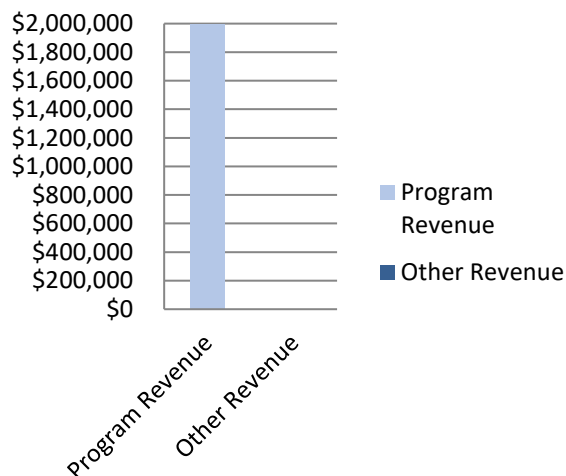 $2,000,000
$1,800,000
$1,600,000
$1,400,000
$1,200,000
$1,000,000
$800,000
$600,000
$400,000
$200,000
$0
Program Revenue
Other Revenue
Program
Revenue
Other Revenue